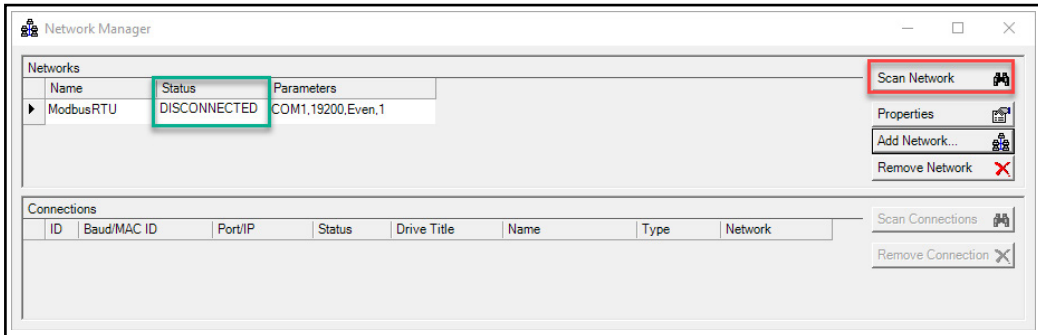 Network Manager
Networks
Name Status Parameters
ModbusRTU DISCONNECTED COM1,19200,Even,1
Scan Network
Properties
Add Network...
Remove Network
Connections
ID Baud/MAC ID Port/IP Status Drive Title Name Type Network
Scan Connections
Remove Connection